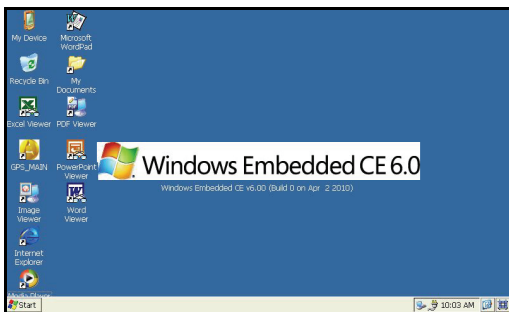 My Device
Microsoft
WordPad
Recycle Bin
My
Documents
Excel Viewer
PDF Viewer
GPS_MAIN
PowerPoint
Viewer
Windows Embedded CE 6.0
Windows Embedded CE v6.00 (Build 0 on Apr 2 2010)
Image
Viewer
Word
Viewer
Internet
Explorer
Media Player
Start
10:03 AM